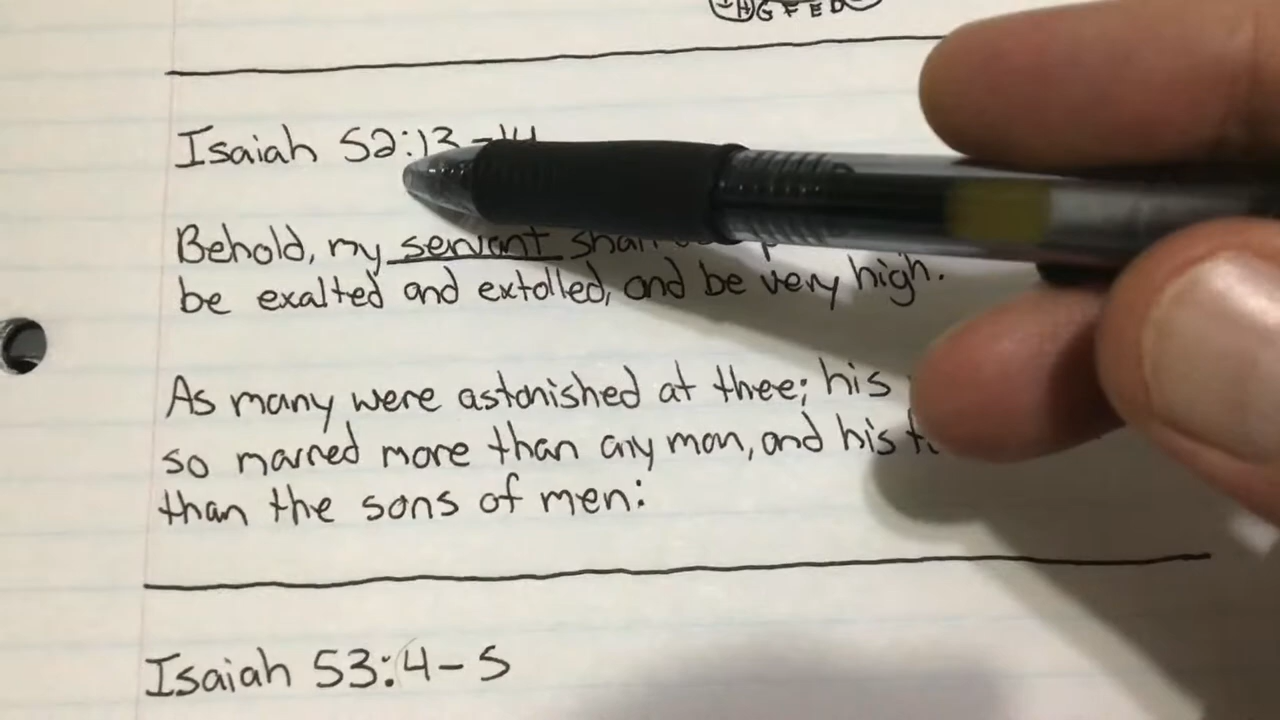 H G F E D
Isaiah 52:13-14
Behold, my servant shall
be exalted and extolled, and be very high.
As many were astonished at thee; his
so marred more than any man, and his
than the sons of men:
Isaiah 53:4-5